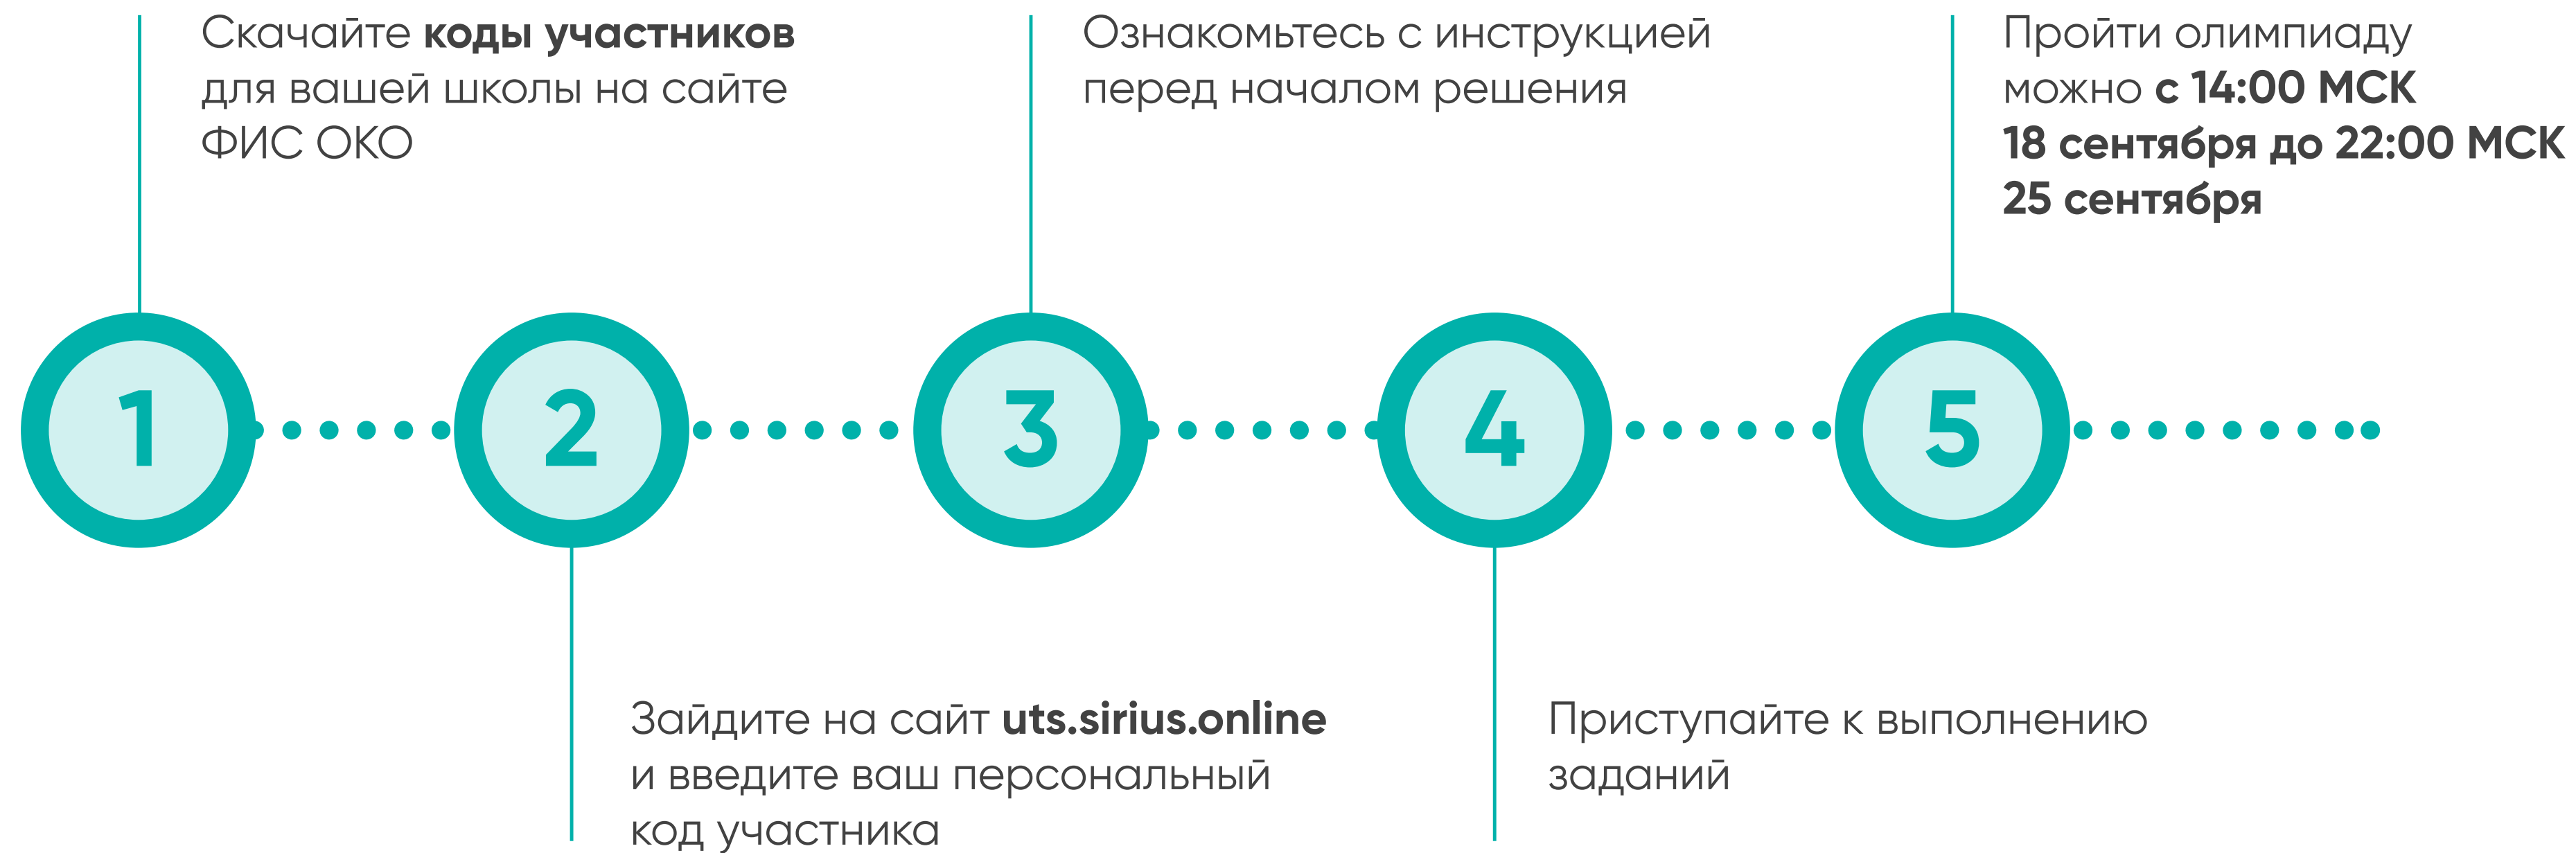 Скачайте коды участников
для вашей школы на сайте
ФИС ОКО
Ознакомьтесь с инструкцией
перед началом решения
Пройти олимпиаду
можно с 14:00 МСК
18 сентября до 22:00 МСК
25 сентября
1
2
3
4
5
Зайдите на сайт uts.sirius.online
и введите ваш персональный
код участника
Приступайте к выполнению
заданий